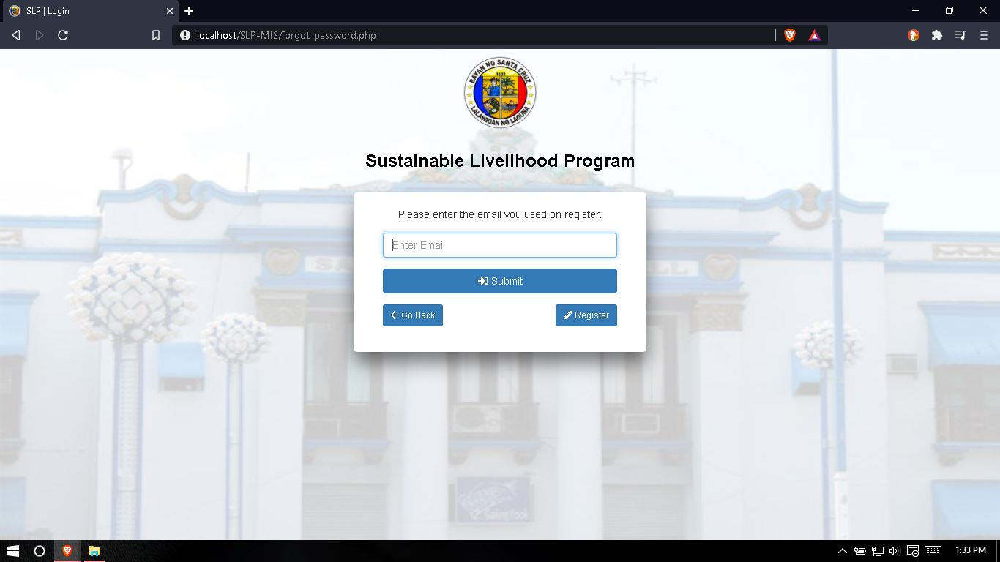 SLP | Login
localhost/SLP-MIS/forgot_password.php
BAYAN NG SANTA CRUZ
1602
LALAWIGAN NG LAGUNA
Sustainable Livelihood Program
Please enter the email you used on register.
Enter Email
Submit
Go Back
Register
1:33 PM